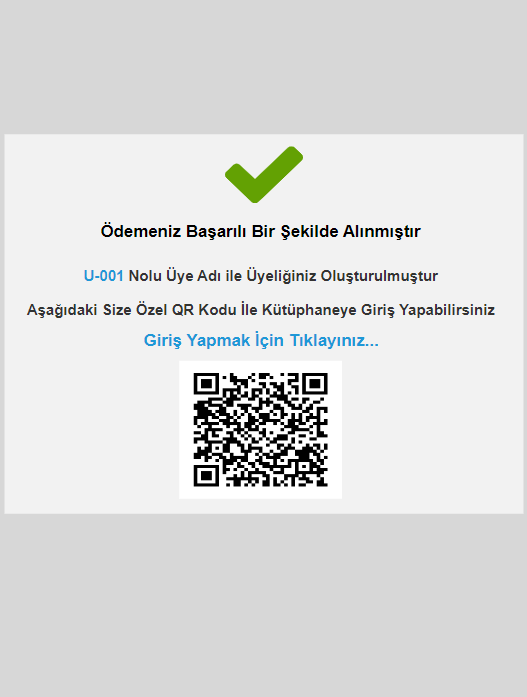 Ödemeniz Başarılı Bir Şekilde Alınmıştır
U-001 Nolu Üye Adı ile Üyeliğiniz Oluşturulmuştur
Aşağıdaki Size Özel QR Kodu İle Kütüphaneye Giriş Yapabilirsiniz
Giriş Yapmak İçin Tıklayınız...